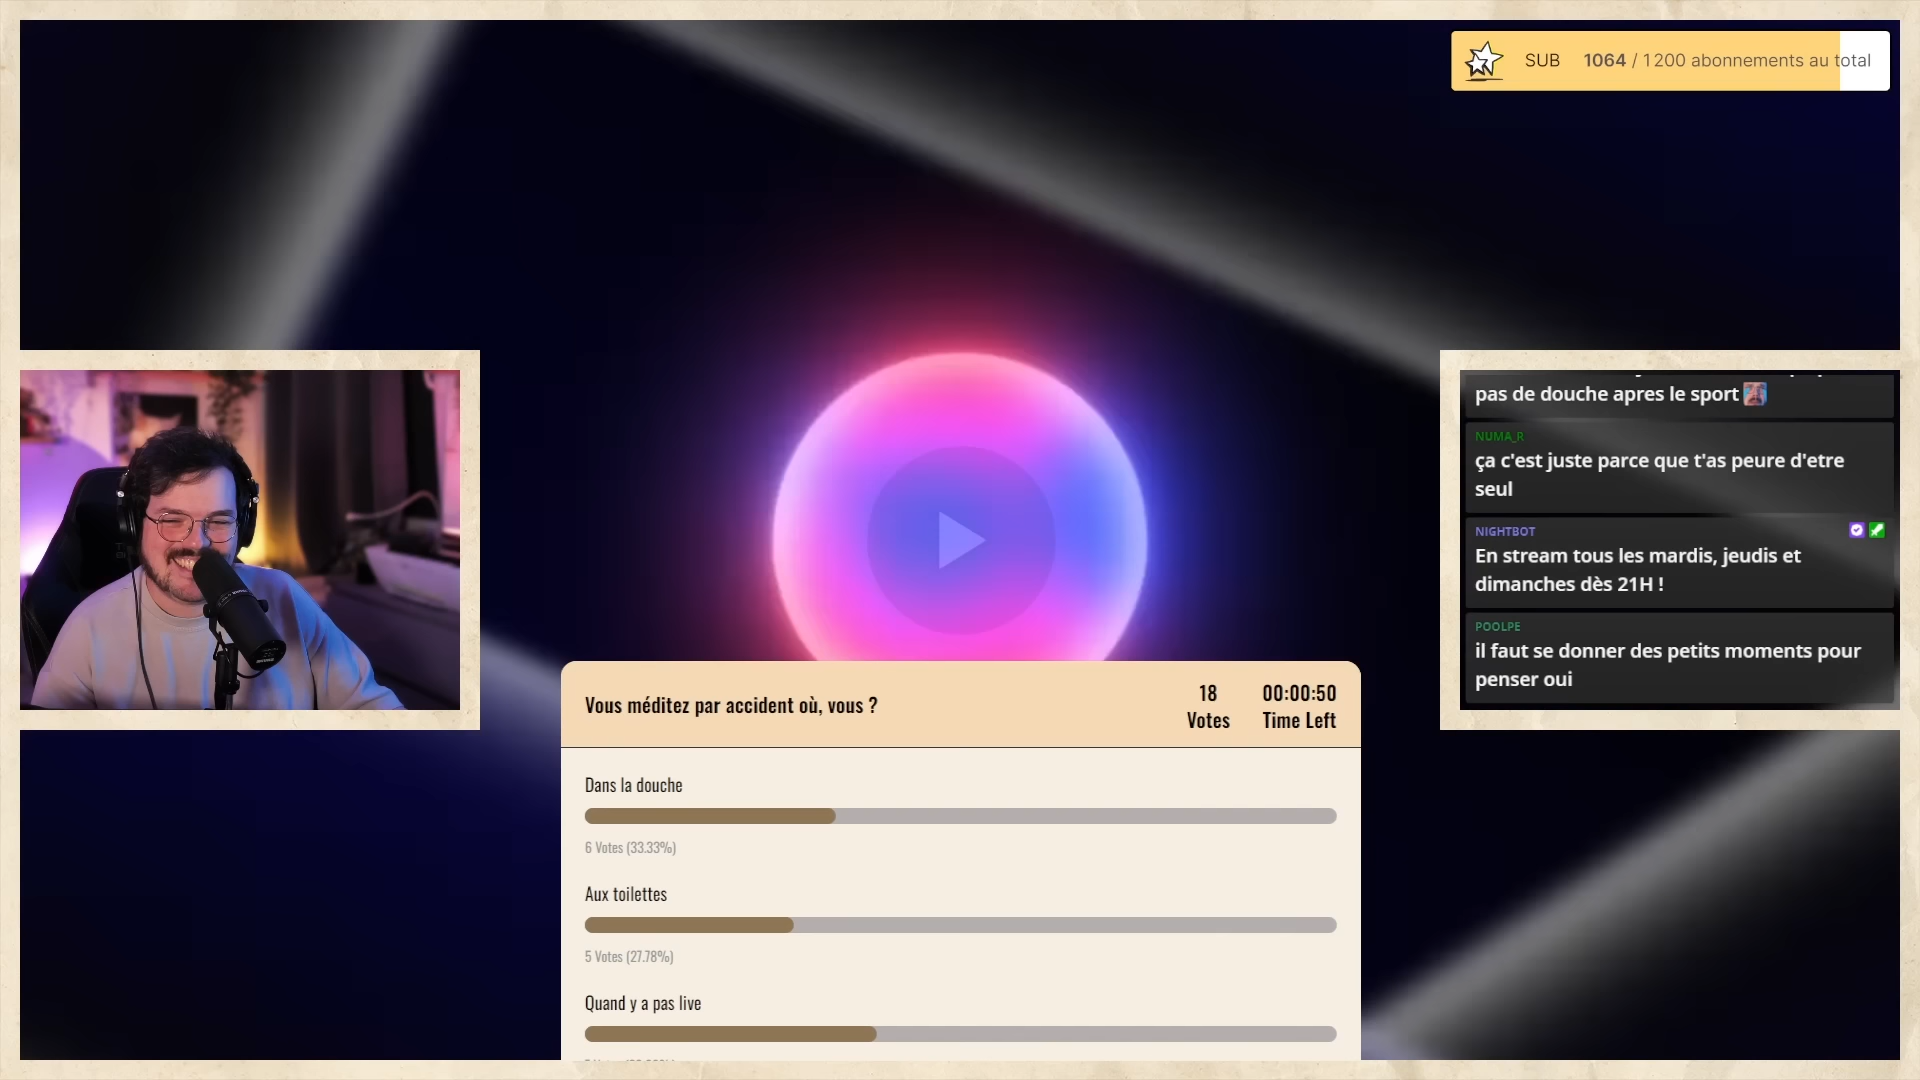 SUB 1064 / 1200 abonnements au total
pas de douche apres le sport
NUMA_R
ça c'est juste parce que t'as peure d'etre
seul
NIGHTBOT
En stream tous les mardis, jeudis et
dimanches dès 21H !
POOLPE
il faut se donner des petits moments pour
penser oui
Vous méditez par accident où, vous ?
18
Votes
00:00:50
Time Left
Dans la douche
6 Votes (33.33%)
Aux toilettes
5 Votes (27.78%)
Quand y a pas live